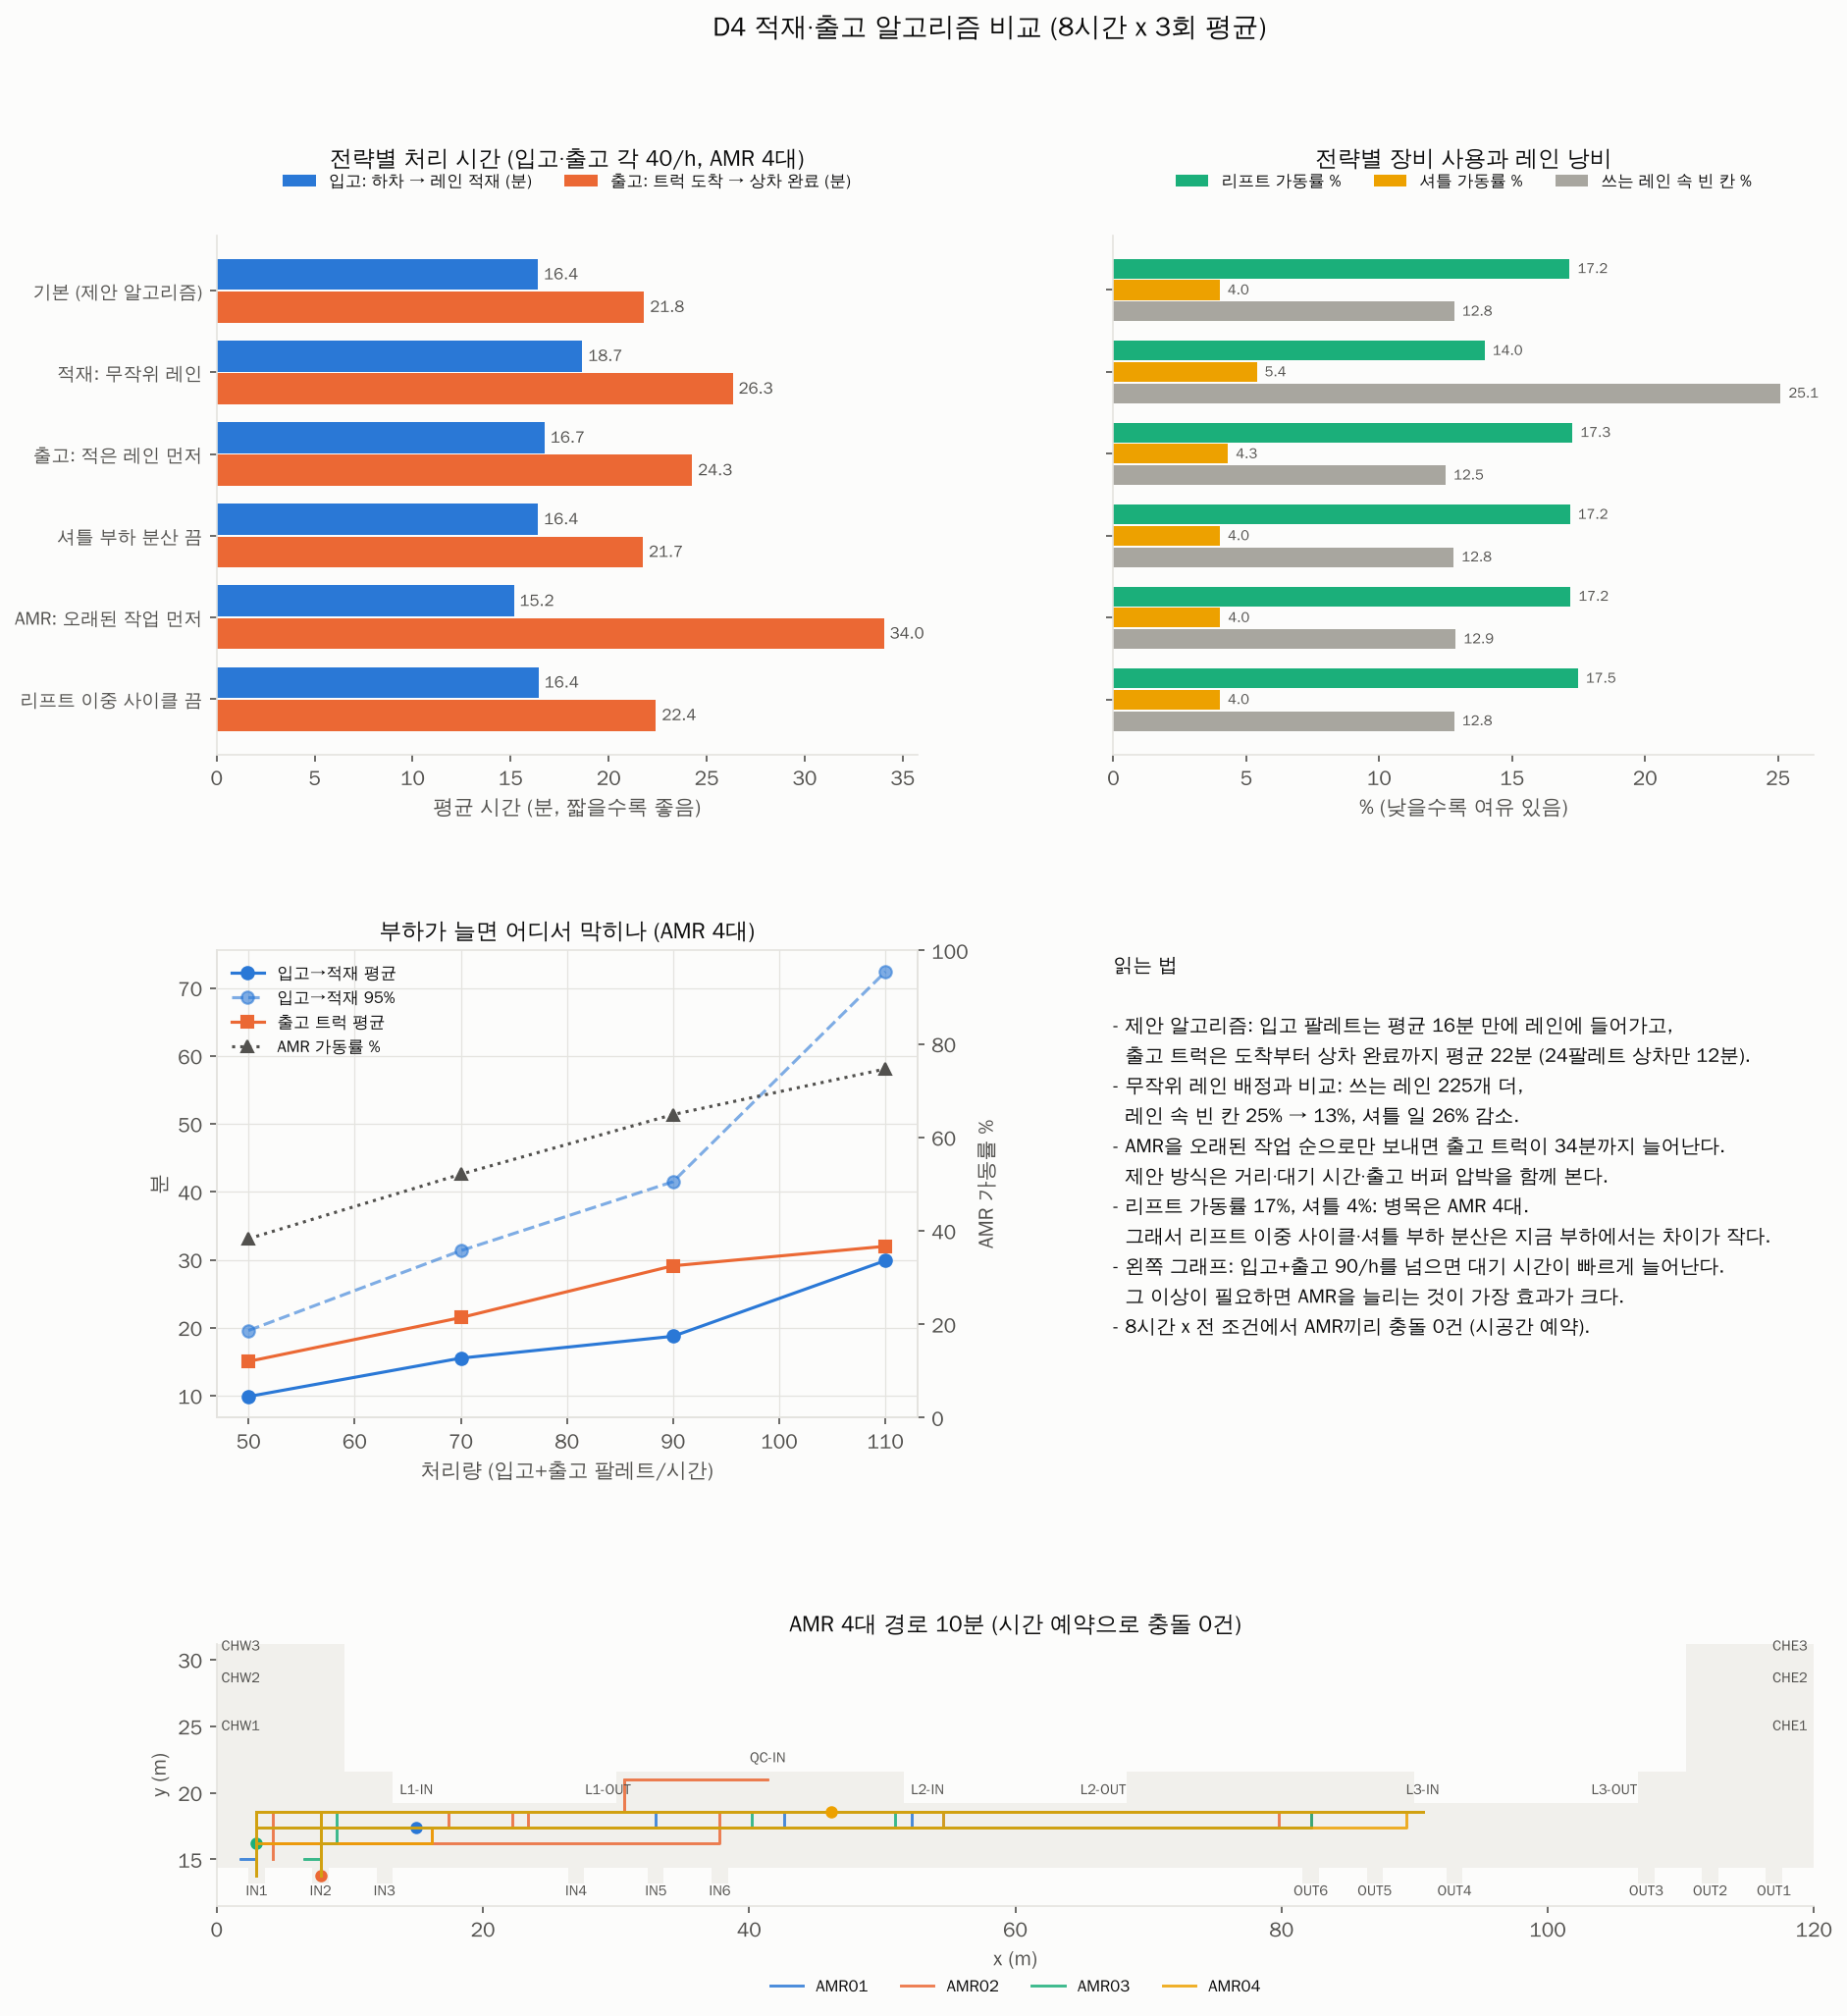 D4 적재·출고 알고리즘 비교 (8시간 x 3회 평균)
전략별 처리 시간 (입고·출고 각 40/h, AMR 4대)
입고: 하차 → 레인 적재 (분)
출고: 트럭 도착 → 상차 완료 (분)
기본 (제안 알고리즘)
16.4
21.8
적재: 무작위 레인
18.7
26.3
출고: 적은 레인 먼저
16.7
24.3
셔틀 부하 분산 끔
16.4
21.7
AMR: 오래된 작업 먼저
15.2
34.0
리프트 이중 사이클 끔
16.4
22.4
0 5 10 15 20 25 30 35
평균 시간 (분, 짧을수록 좋음)
전략별 장비 사용과 레인 낭비
리프트 가동률 %
셔틀 가동률 %
쓰는 레인 속 빈 칸 %
17.2
4.0
12.8
14.0
5.4
25.1
17.3
4.3
12.5
17.2
4.0
12.8
17.2
4.0
12.9
17.5
4.0
12.8
0 5 10 15 20 25
% (낮을수록 여유 있음)
부하가 늘면 어디서 막히나 (AMR 4대)
입고→적재 평균
입고→적재 95%
출고 트럭 평균
AMR 가동률 %
분
70
60
50
40
30
20
10
100
80
60
40
20
0
AMR 가동률 %
50 60 70 80 90 100 110
처리량 (입고+출고 팔레트/시간)
읽는 법
- 제안 알고리즘: 입고 팔레트는 평균 16분 만에 레인에 들어가고,
출고 트럭은 도착부터 상차 완료까지 평균 22분 (24팔레트 상차만 12분).
- 무작위 레인 배정과 비교: 쓰는 레인 225개 더,
레인 속 빈 칸 25% → 13%, 셔틀 일 26% 감소.
- AMR을 오래된 작업 순으로만 보내면 출고 트럭이 34분까지 늘어난다.
제안 방식은 거리·대기 시간·출고 버퍼 압박을 함께 본다.
- 리프트 가동률 17%, 셔틀 4%: 병목은 AMR 4대.
그래서 리프트 이중 사이클·셔틀 부하 분산은 지금 부하에서는 차이가 작다.
- 왼쪽 그래프: 입고+출고 90/h를 넘으면 대기 시간이 빠르게 늘어난다.
그 이상이 필요하면 AMR을 늘리는 것이 가장 효과가 크다.
- 8시간 x 전 조건에서 AMR끼리 충돌 0건 (시공간 예약).
AMR 4대 경로 10분 (시간 예약으로 충돌 0건)
y (m)
30
25
20
15
CHW3
CHW2
CHW1
CHE3
CHE2
CHE1
QC-IN
L1-IN L1-OUT L2-IN L2-OUT L3-IN L3-OUT
IN1 IN2 IN3 IN4 IN5 IN6 OUT6 OUT5 OUT4 OUT3 OUT2 OUT1
0 20 40 60 80 100 120
x (m)
AMR01 AMR02 AMR03 AMR04